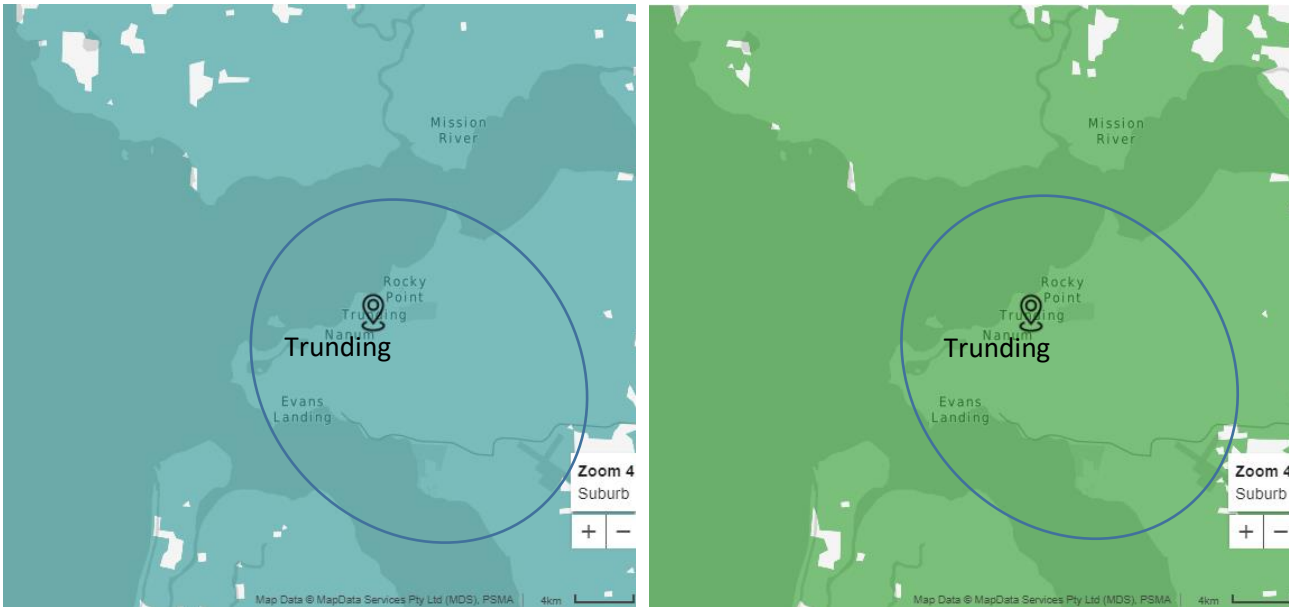 Mission
River
Rocky
Point
Trunding
Nanum
Trunding
Evans
Landing
Zoom 4
Suburb
+ −
Map Data © MapData Services Pty Ltd (MDS), PSMA
4km
Mission
River
Rocky
Point
Trunding
Nanum
Trunding
Evans
Landing
Zoom 4
Suburb
+ −
Map Data © MapData Services Pty Ltd (MDS), PSMA
4km